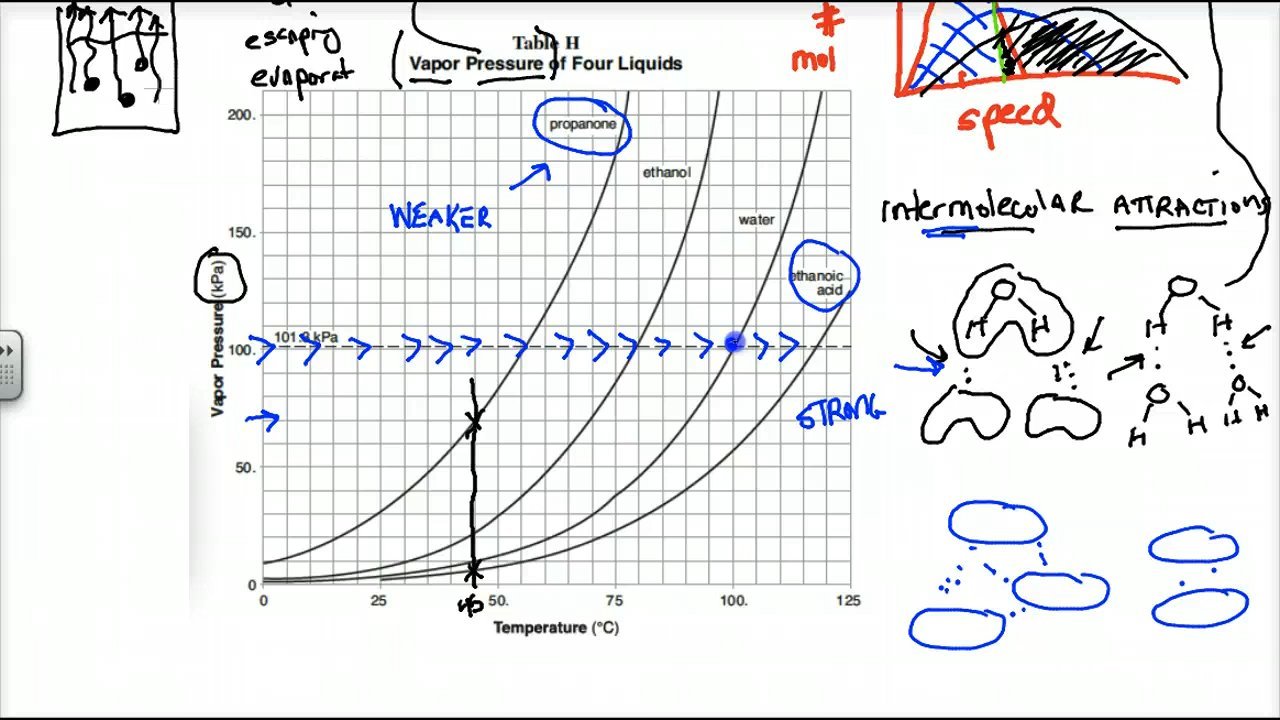 escaping
evaporat
Table H
Vapor Pressure of Four Liquids
#
mol
speed
200.
150.
100.
50.
0
Vapor Pressure (kPa)
101.3 kPa
propanone
ethanol
water
ethanoic
acid
WEAKER
STRONG
0
25
50.
75
100.
125
45
Temperature (°C)
intermolecular ATTRACTIONS
O
H H
O
H H
O
H H
O
H H